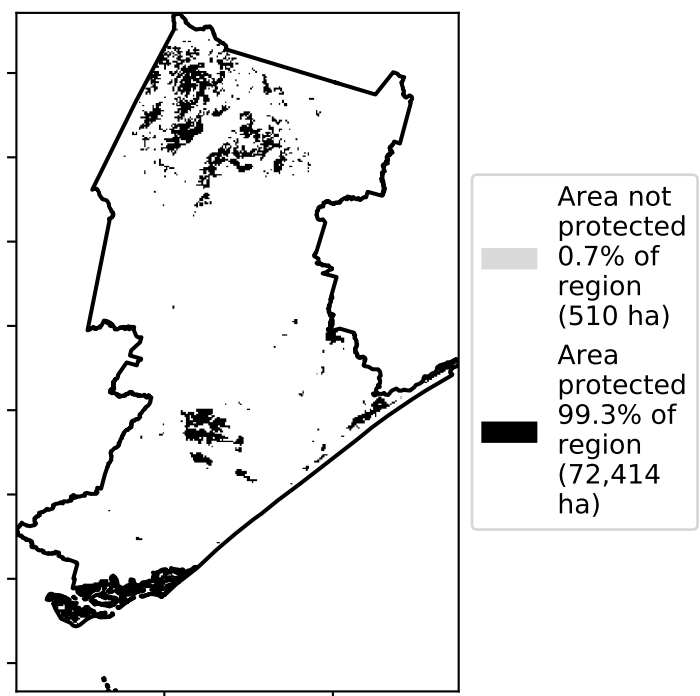 Area not
protected
0.7% of
region
(510 ha)
Area
protected
99.3% of
region
(72,414
ha)